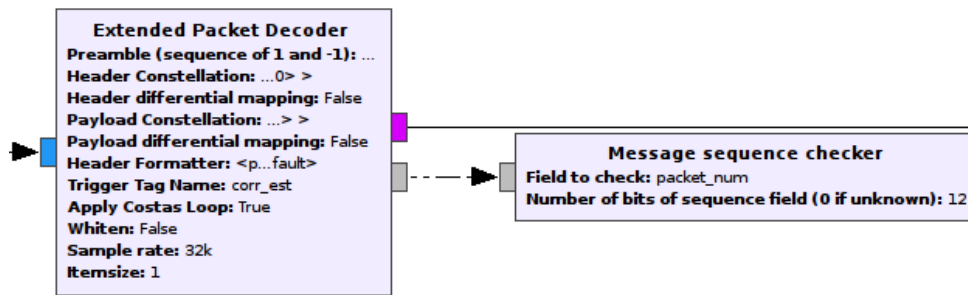 Extended Packet Decoder
Preamble (sequence of 1 and -1): ...
Header Constellation: ...0> >
Header differential mapping: False
Payload Constellation: ...> >
Payload differential mapping: False
Header Formatter: <p...fault>
Trigger Tag Name: corr_est
Apply Costas Loop: True
Whiten: False
Sample rate: 32k
Itemsize: 1
Message sequence checker
Field to check: packet_num
Number of bits of sequence field (0 if unknown): 12